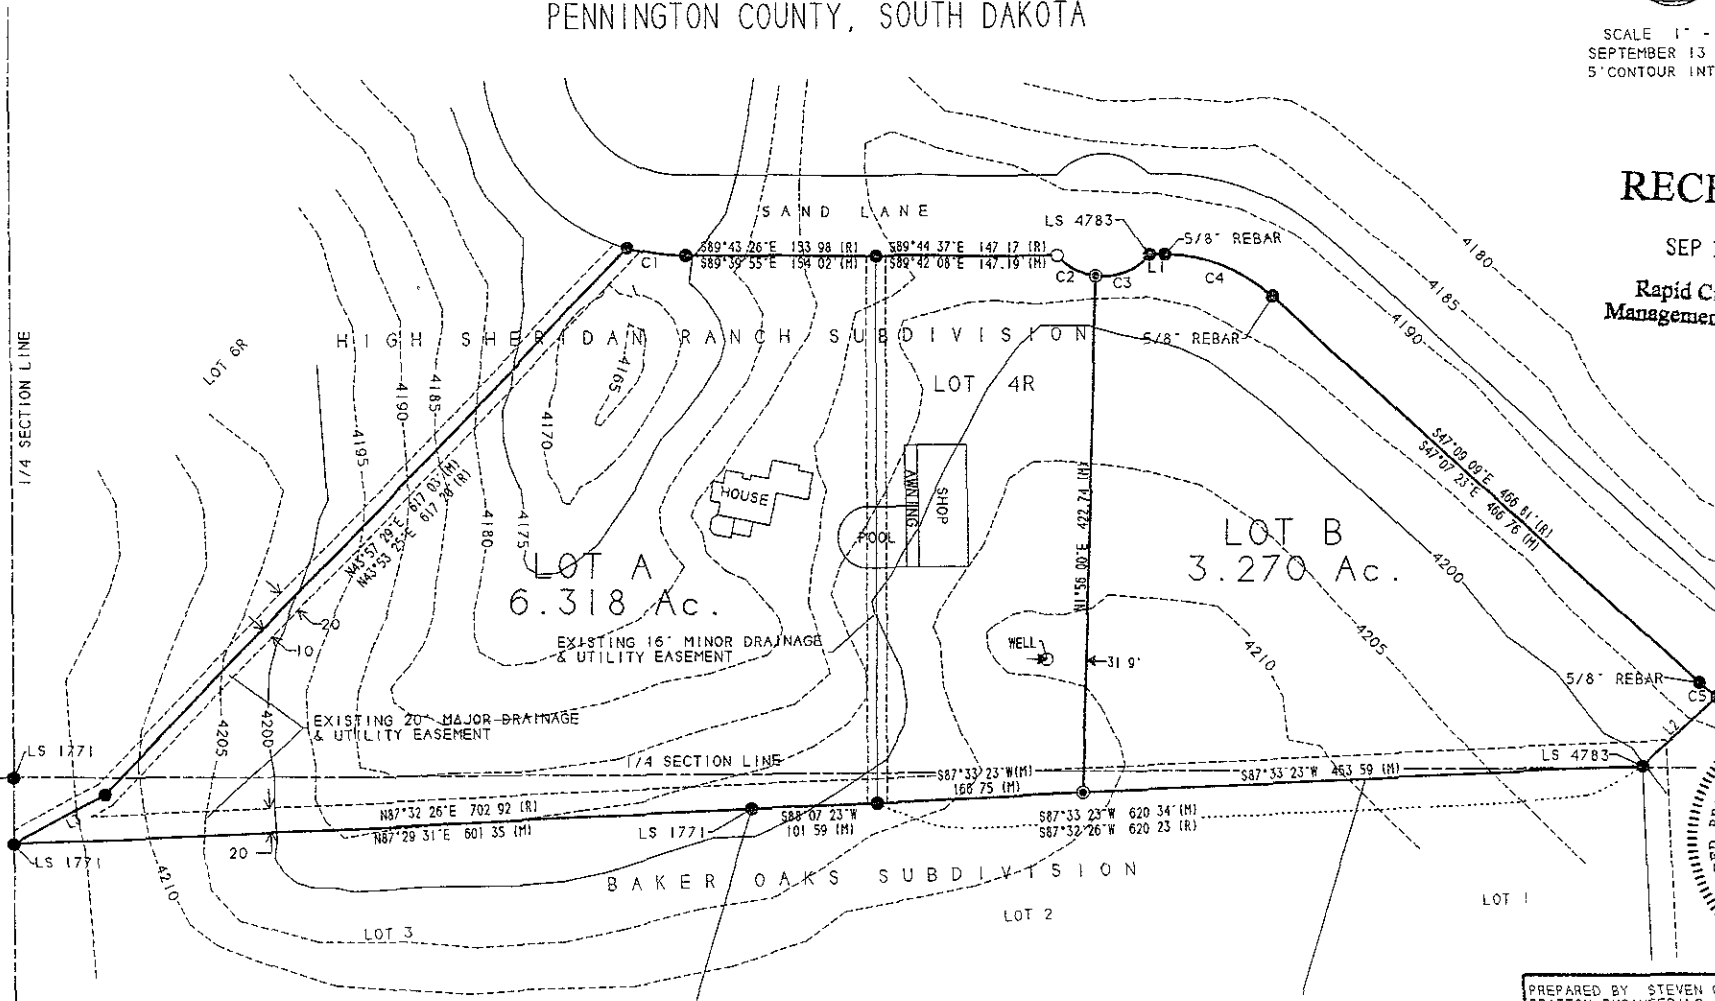 PENNINGTON COUNTY, SOUTH DAKOTA
SCALE 1" -
SEPTEMBER 13
5' CONTOUR INT
SEP
Rapid C
Managemen
SAND LANE
LS 4783
5/8" REBAR
4180
4185
4190
S89°43 26"E 153 98 (R)
S89°39 55"E 154 02 (M)
S89°44 37"E 147 17 (R)
S89°42 08"E 147.19 (M)
C1
C2
C3
L1
C4
HIGH SHERIDAN RANCH SUBDIVISION
5/8" REBAR
1/4 SECTION LINE
LOT 6R
LOT 4R
4165
4170
4175
4180
4185
4190
4195
S47°09 09"E 466 81' (R)
S47°07 23"E 466 76 (M)
N43°57 29"E 617 03' (M)
N43°53 25"E 617 20' (R)
HOUSE
AWNING
SHOP
POOL
N1°56 00"E 422.74 (M)
LOT A
6.318 Ac.
LOT B
3.270 Ac.
4200
4205
4210
20
10
EXISTING 16' MINOR DRAINAGE
& UTILITY EASEMENT
WELL
31 9'
5/8" REBAR
C5
L2
EXISTING 20' MAJOR DRAINAGE
& UTILITY EASEMENT
4205
4200
LS 1771
1/4 SECTION LINE
S87°33 23"W(M)
166 75 (M)
S87°33 23"W 453 59 (M)
LS 4783
N87°32 26"E 702 92 (R)
N87°29 31"E 601 35 (M)
LS 1771
S88°07 23"W
101 59 (M)
S87°33 23"W 620 34' (M)
S87°32'26"W 620 23 (R)
LS 1771
20
4210
BAKER OAKS SUBDIVISION
LOT 3
LOT 2
LOT 1
PREPARED BY STEVEN